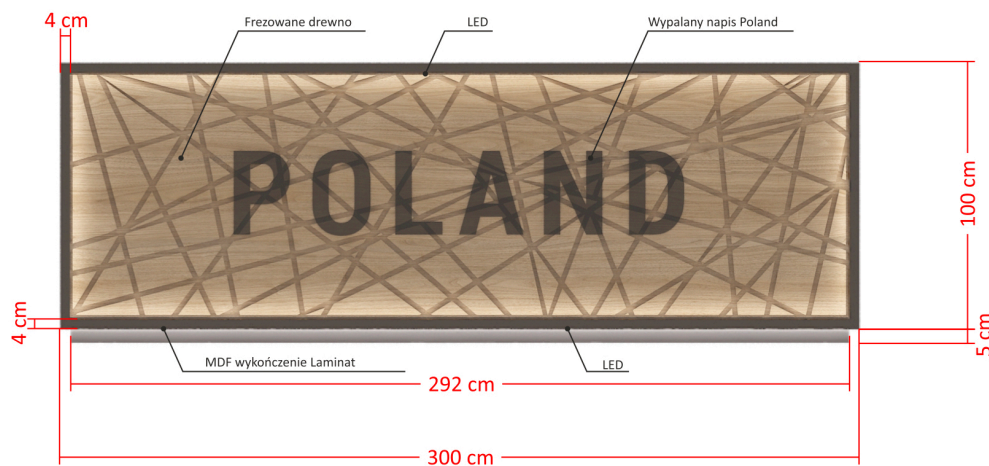 4 cm
Frezowane drewno
LED
Wypalany napis Poland
POLAND
100 cm
4 cm
5 cm
MDF wykończenie Laminat
LED
292 cm
300 cm